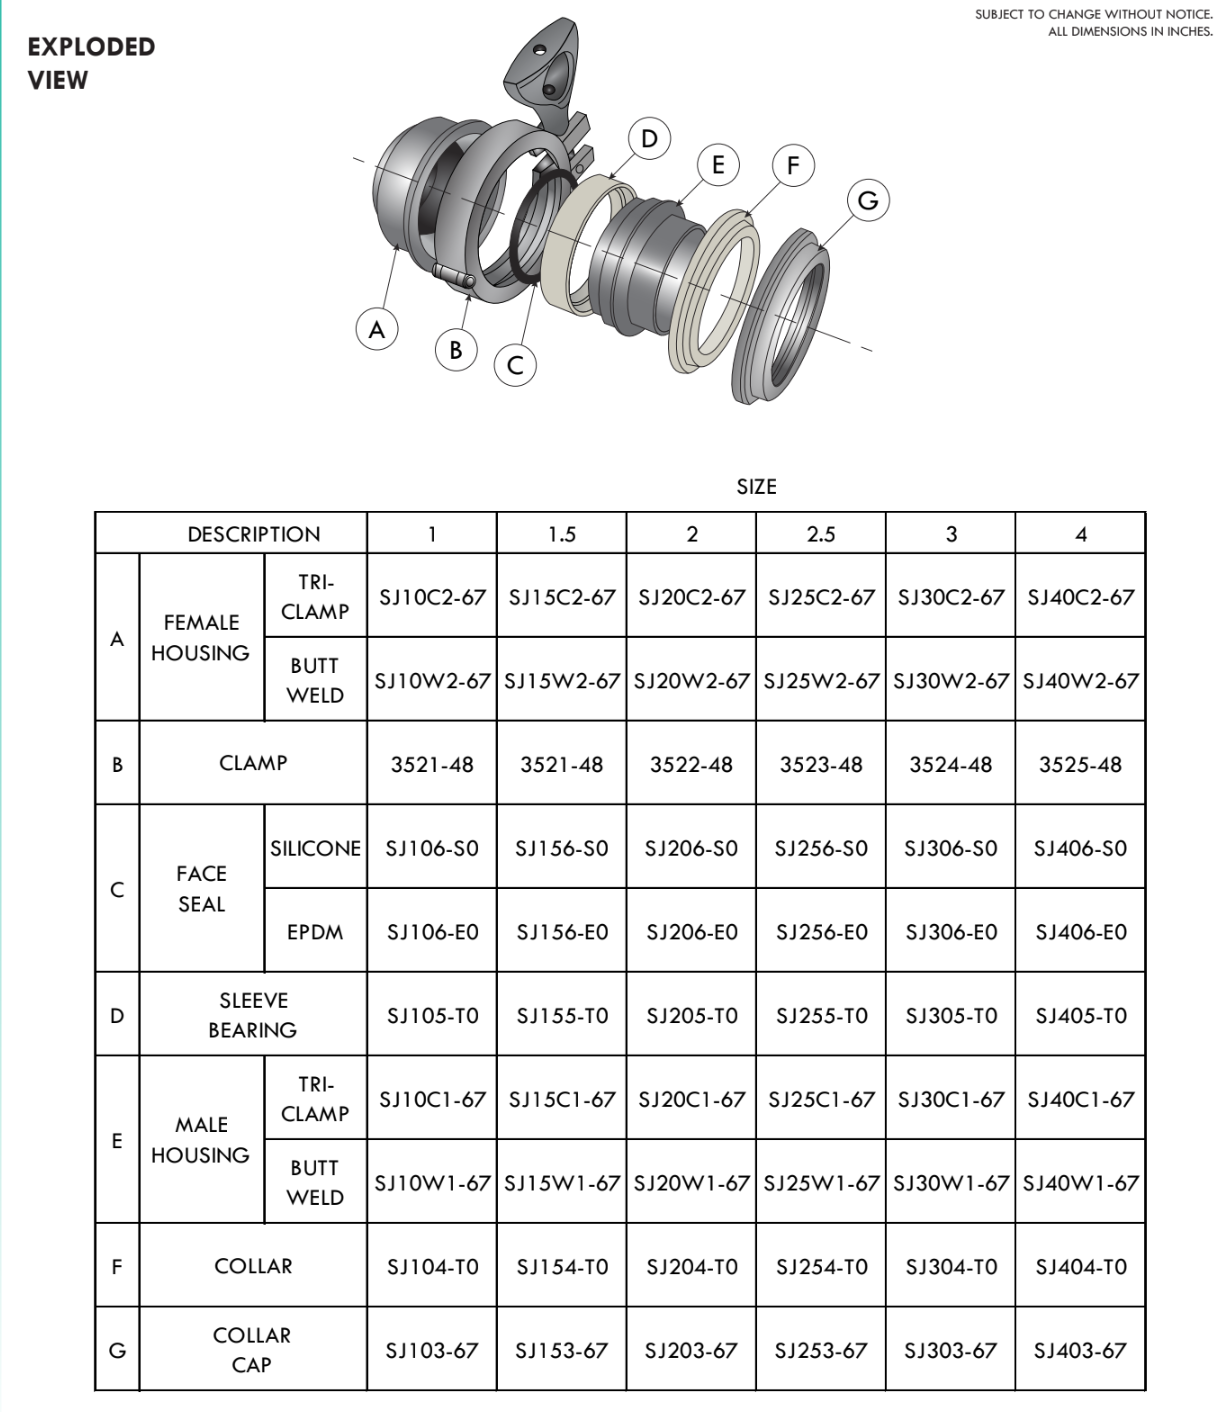 SUBJECT TO CHANGE WITHOUT NOTICE.
ALL DIMENSIONS IN INCHES.
EXPLODED
VIEW
D
E
F
G
A
B
C
SIZE
DESCRIPTION 1 1.5 2 2.5 3 4
A
FEMALE
HOUSING
TRI-
CLAMP
SJ10C2-67 SJ15C2-67 SJ20C2-67 SJ25C2-67 SJ30C2-67 SJ40C2-67
BUTT
WELD
SJ10W2-67 SJ15W2-67 SJ20W2-67 SJ25W2-67 SJ30W2-67 SJ40W2-67
B CLAMP 3521-48 3521-48 3522-48 3523-48 3524-48 3525-48
C
FACE
SEAL
SILICONE SJ106-S0 SJ156-S0 SJ206-S0 SJ256-S0 SJ306-S0 SJ406-S0
EPDM SJ106-E0 SJ156-E0 SJ206-E0 SJ256-E0 SJ306-E0 SJ406-E0
D
SLEEVE
BEARING
SJ105-T0 SJ155-T0 SJ205-T0 SJ255-T0 SJ305-T0 SJ405-T0
E
MALE
HOUSING
TRI-
CLAMP
SJ10C1-67 SJ15C1-67 SJ20C1-67 SJ25C1-67 SJ30C1-67 SJ40C1-67
BUTT
WELD
SJ10W1-67 SJ15W1-67 SJ20W1-67 SJ25W1-67 SJ30W1-67 SJ40W1-67
F COLLAR SJ104-T0 SJ154-T0 SJ204-T0 SJ254-T0 SJ304-T0 SJ404-T0
G
COLLAR
CAP
SJ103-67 SJ153-67 SJ203-67 SJ253-67 SJ303-67 SJ403-67